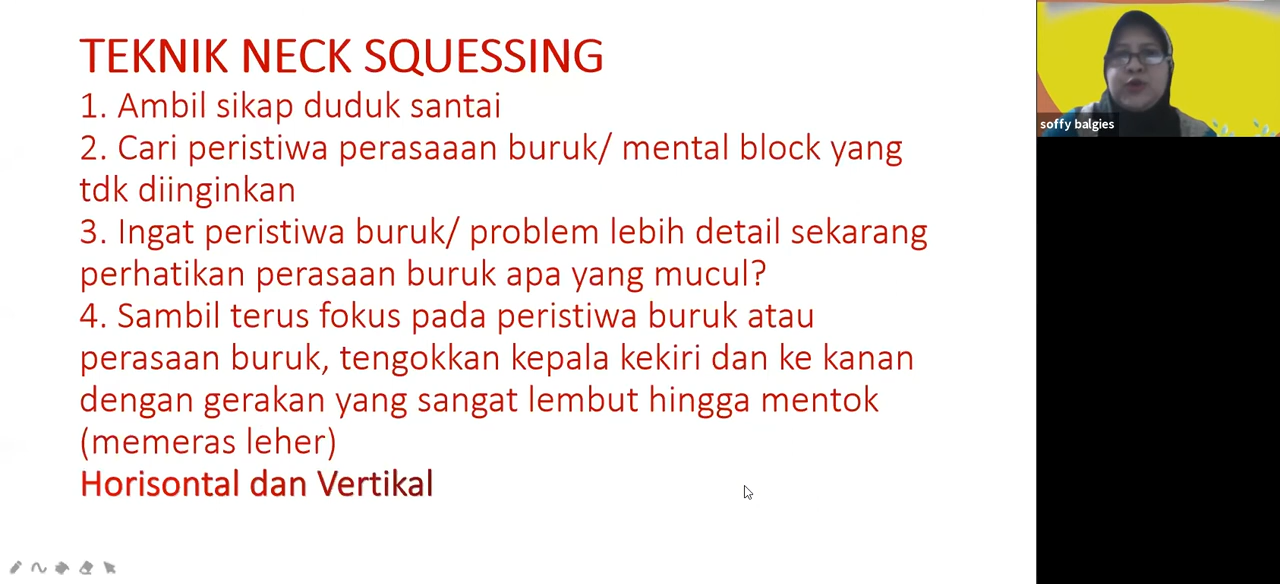 TEKNIK NECK SQUESSING
1. Ambil sikap duduk santai
2. Cari peristiwa perasaaan buruk/ mental block yang
tdk diinginkan
3. Ingat peristiwa buruk/ problem lebih detail sekarang
perhatikan perasaan buruk apa yang mucul?
4. Sambil terus fokus pada peristiwa buruk atau
perasaan buruk, tengokkan kepala kekiri dan ke kanan
dengan gerakan yang sangat lembut hingga mentok
(memeras leher)
Horisontal dan Vertikal
soffy balgies